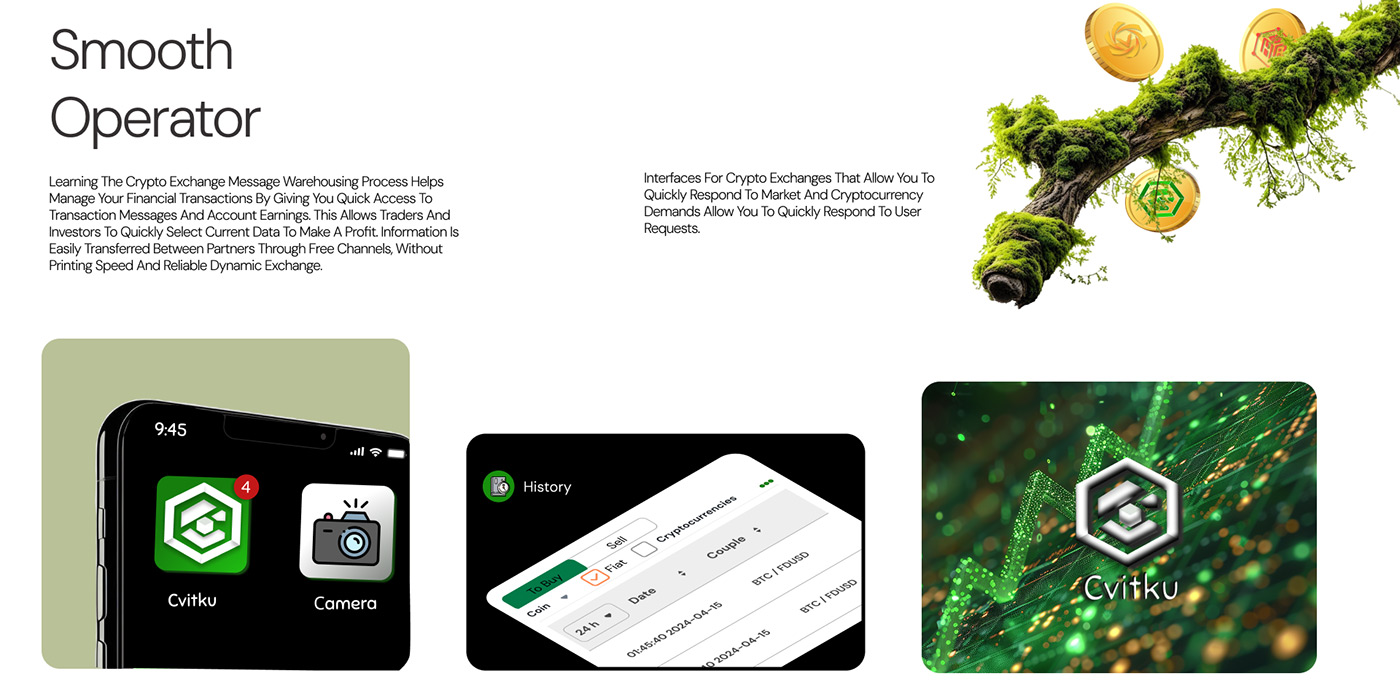 Smooth
Operator
Learning The Crypto Exchange Message Warehousing Process Helps
Manage Your Financial Transactions By Giving You Quick Access To
Transaction Messages And Account Earnings. This Allows Traders And
Investors To Quickly Select Current Data To Make A Profit. Information Is
Easily Transferred Between Partners Through Free Channels, Without
Printing Speed And Reliable Dynamic Exchange.
Interfaces For Crypto Exchanges That Allow You To
Quickly Respond To Market And Cryptocurrency
Demands Allow You To Quickly Respond To User
Requests.
9:45
4
Cvitku
Camera
History
To Buy
Sell
Coin
Fiat
Cryptocurrencies
24 h
Date
Couple
01:45:40 2024-04-15
BTC / FDUSD
40 2024-04-15
BTC / FDUSD
Cvitku